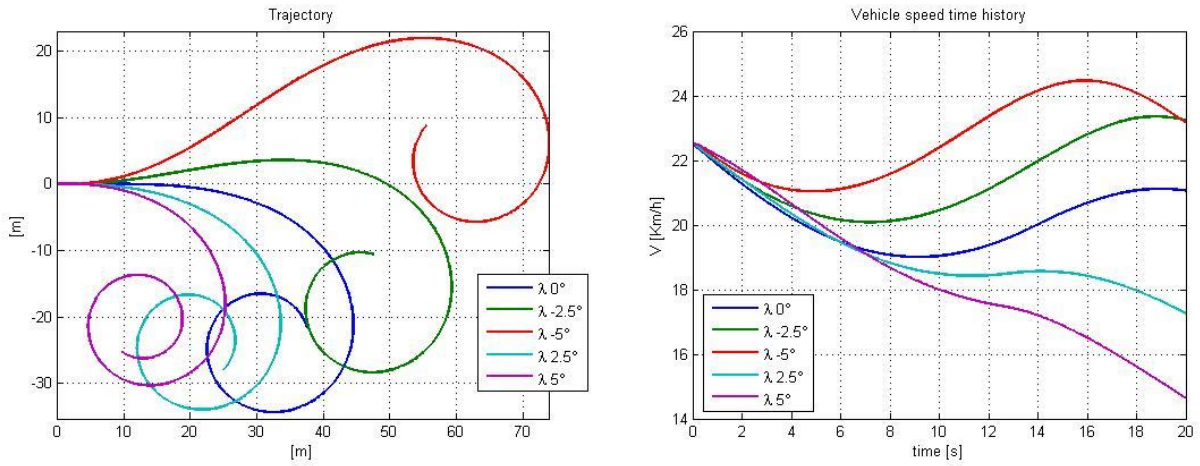 Trajectory
20
10
0
-10
-20
-30
[m]
0 10 20 30 40 50 60 70
[m]
λ 0°
λ -2.5°
λ -5°
λ 2.5°
λ 5°
Vehicle speed time history
26
24
22
20
18
16
14
V [Km/h]
0 2 4 6 8 10 12 14 16 18 20
time [s]
λ 0°
λ -2.5°
λ -5°
λ 2.5°
λ 5°